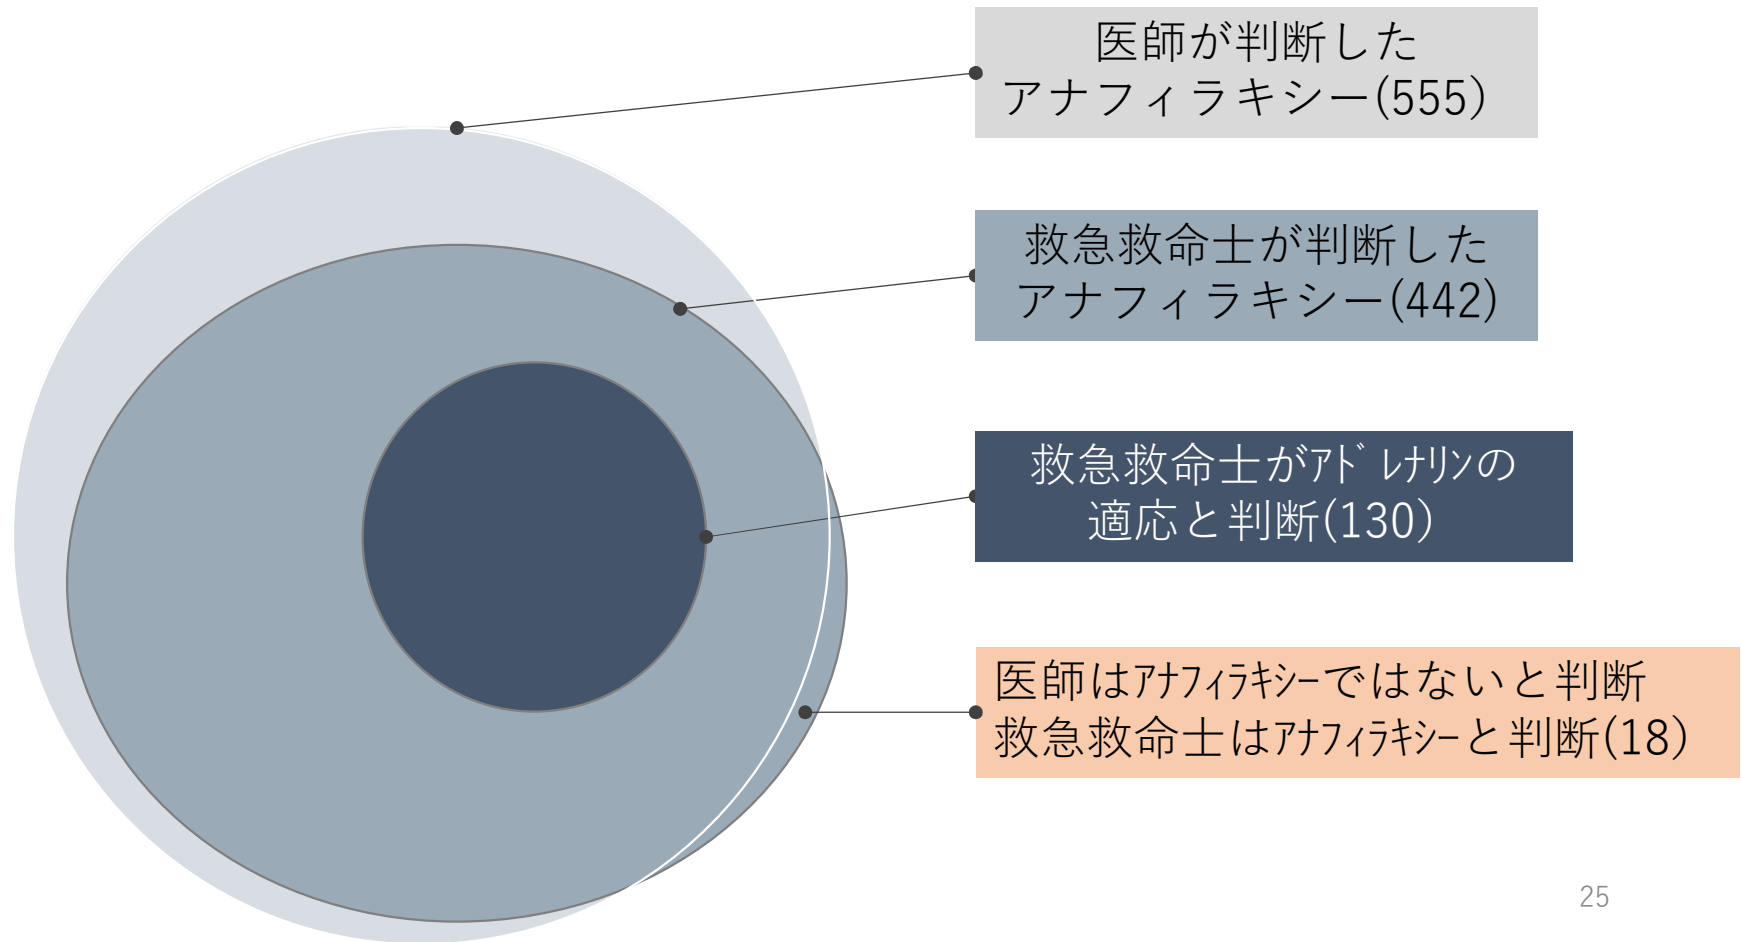 医師が判断した
アナフィラキシー(555)
救急救命士が判断した
アナフィラキシー(442)
救急救命士がｱﾄﾞﾚﾅﾘﾝの
適応と判断(130)
医師はｱﾅﾌｨﾗｷｼｰではないと判断
救急救命士はｱﾅﾌｨﾗｷｼｰと判断(18)
25